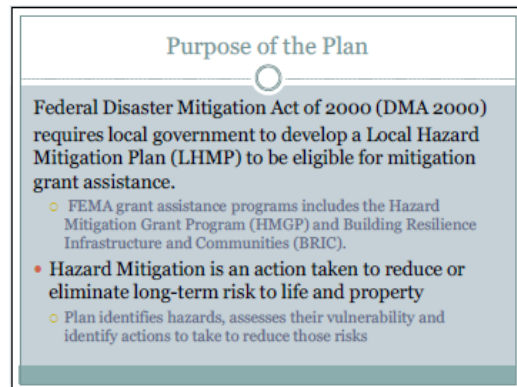 Purpose of the Plan
Federal Disaster Mitigation Act of 2000 (DMA 2000)
requires local government to develop a Local Hazard
Mitigation Plan (LHMP) to be eligible for mitigation
grant assistance.
FEMA grant assistance programs includes the Hazard
Mitigation Grant Program (HMGP) and Building Resilience
Infrastructure and Communities (BRIC).
Hazard Mitigation is an action taken to reduce or
eliminate long-term risk to life and property
Plan identifies hazards, assesses their vulnerability and
identify actions to take to reduce those risks